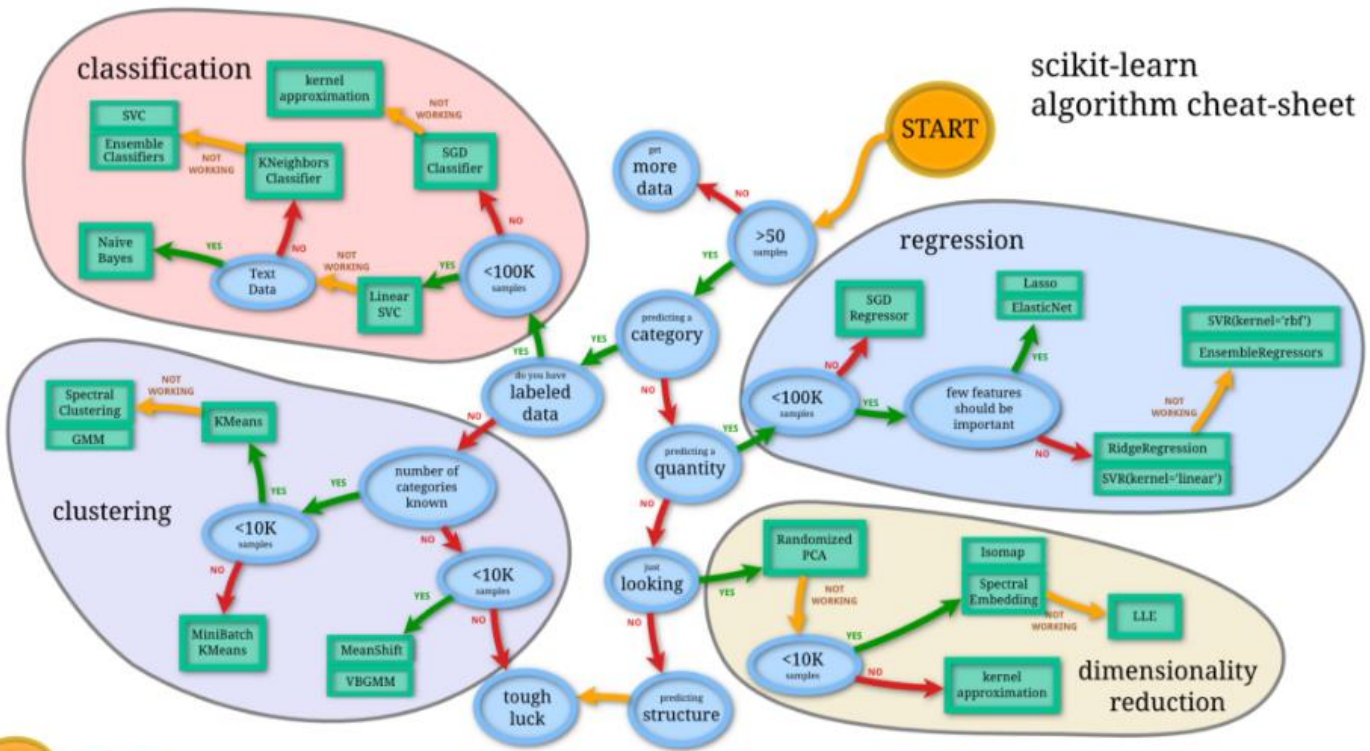 scikit-learn
algorithm cheat-sheet
START
classification
kernel
approximation
NOT
WORKING
SVC
Ensemble
Classifiers
NOT
WORKING
KNeighbors
Classifier
SGD
Classifier
NO
Naive
Bayes
YES
Text
Data
NO
NOT
WORKING
Linear
SVC
YES
<100K
samples
YES
get
more
data
NO
>50
samples
YES
predicting a
category
YES
NO
do you have
labeled
data
NO
predicting a
quantity
YES
NO
just
looking
YES
NO
predicting
structure
tough
luck
regression
SGD
Regressor
NO
<100K
samples
YES
Lasso
ElasticNet
YES
few features
should be
important
NO
SVR(kernel='rbf')
EnsembleRegressors
NOT
WORKING
RidgeRegression
SVR(kernel='linear')
clustering
Spectral
Clustering
GMM
NOT
WORKING
KMeans
YES
<10K
samples
YES
NO
number of
categories
known
NO
<10K
samples
YES
NO
MiniBatch
KMeans
MeanShift
VBGMM
Randomized
PCA
NOT
WORKING
<10K
samples
YES
NO
Isomap
Spectral
Embedding
NOT
WORKING
LLE
kernel
approximation
dimensionality
reduction